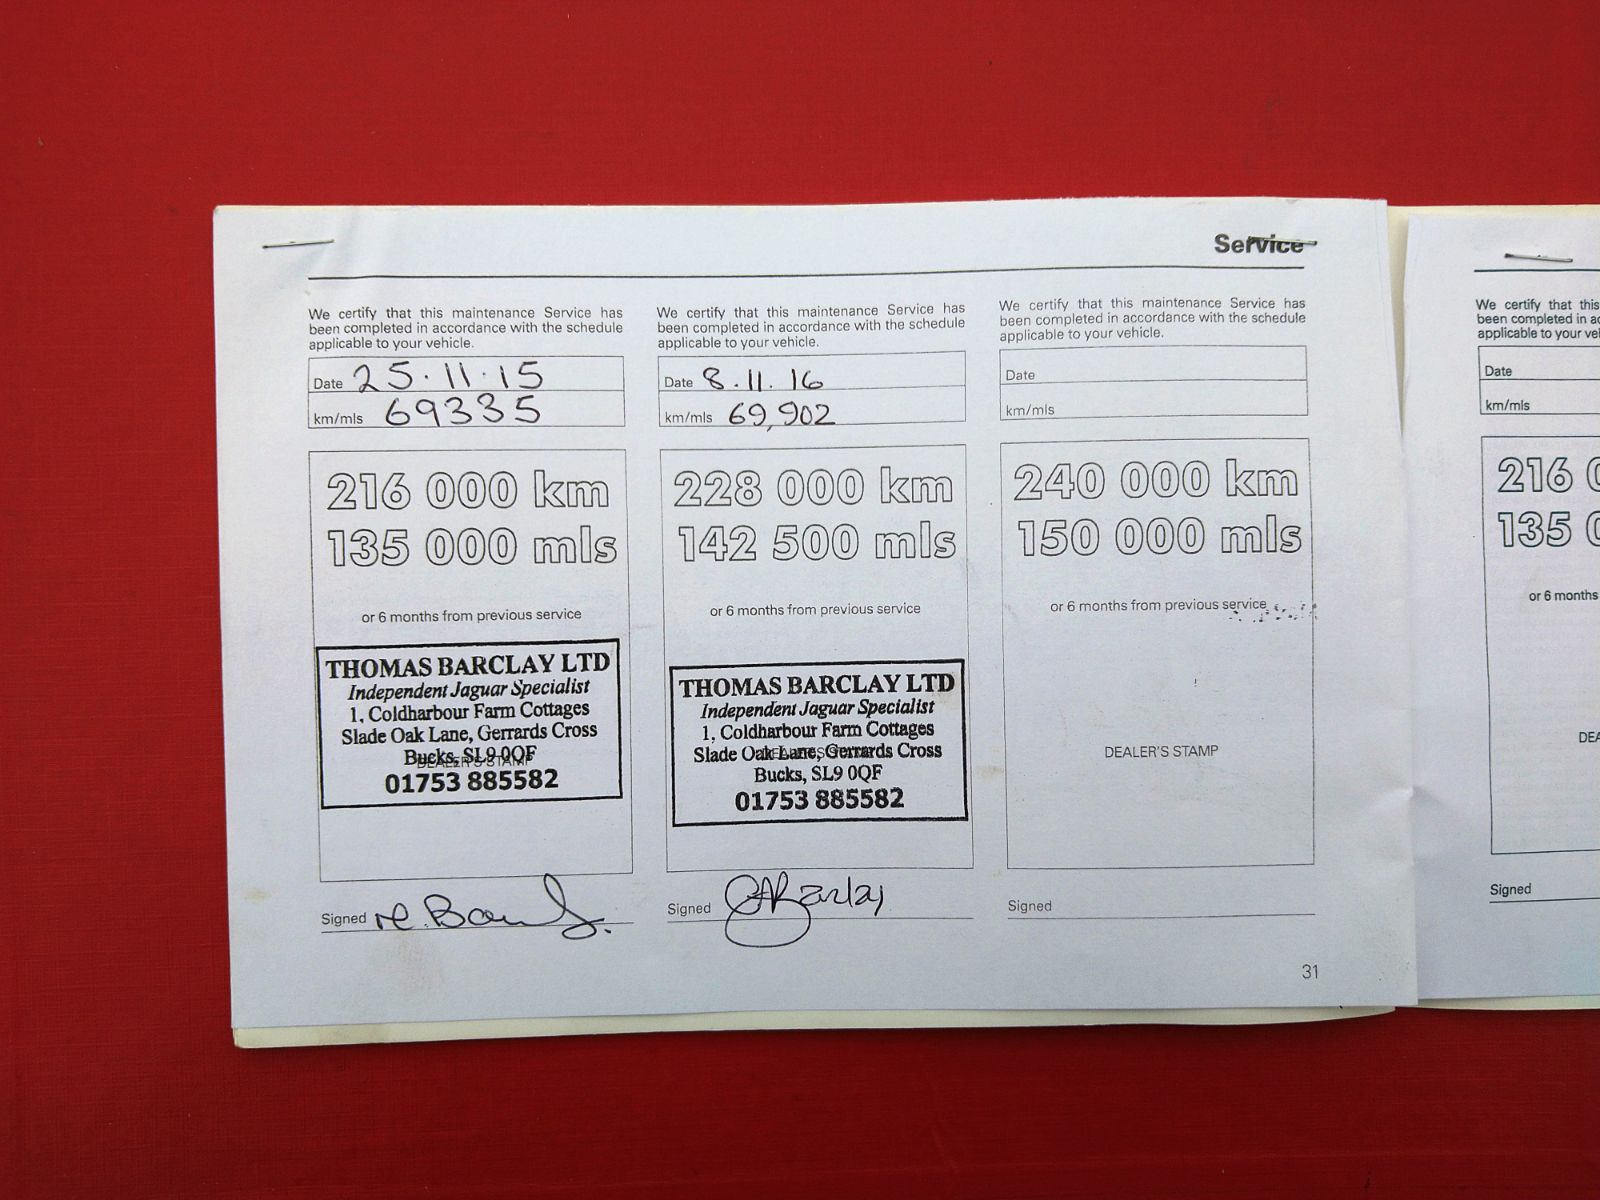 Service
We certify that this maintenance Service has
been completed in accordance with the schedule
applicable to your vehicle.
Date 25.11.15
km/mls 69335
216 000 km
135 000 mls
or 6 months from previous service
THOMAS BARCLAY LTD
Independent Jaguar Specialist
1, Coldharbour Farm Cottages
Slade Oak Lane, Gerrards Cross
Bucks, SL9 0QF
DEALER'S STAMP
01753 885582
Signed
We certify that this maintenance Service has
been completed in accordance with the schedule
applicable to your vehicle.
Date 8.11.16
km/mls 69,902
228 000 km
142 500 mls
or 6 months from previous service
THOMAS BARCLAY LTD
Independent Jaguar Specialist
1, Coldharbour Farm Cottages
Slade Oak Lane, Gerrards Cross
Bucks, SL9 0QF
01753 885582
Signed Barclay
We certify that this maintenance Service has
been completed in accordance with the schedule
applicable to your vehicle.
Date
km/mls
240 000 km
150 000 mls
or 6 months from previous service
DEALER'S STAMP
Signed
31
We certify that this
been completed in
applicable to your
Date
km/mls
216
135
or 6 months
Signed